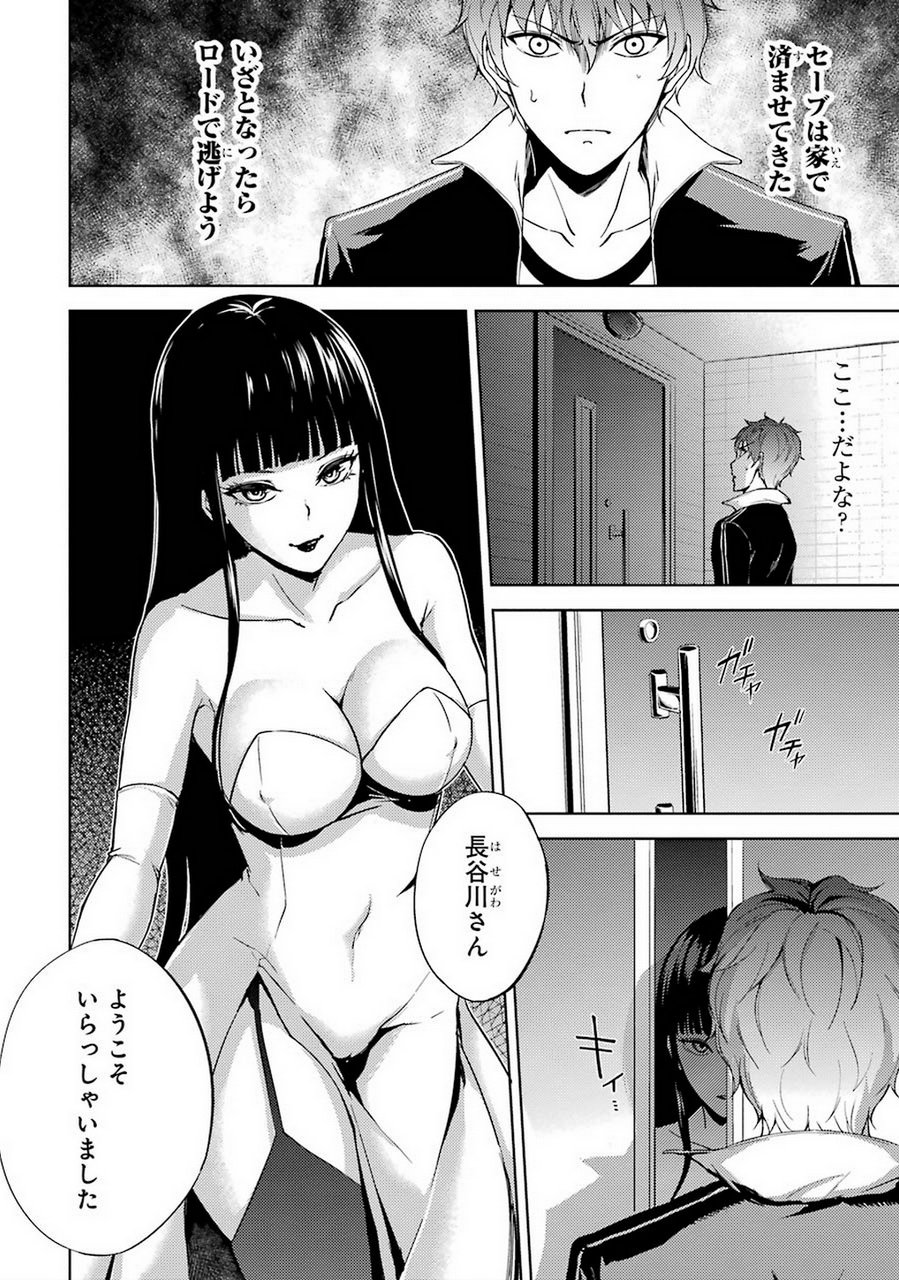 セーブは家で
済ませてきた
いざとなったら
ロードで逃げよう
ここ…だよな?
ガチャ
ガチャ
ギィ…
長谷川さん
ようこそ
いらっしゃいました